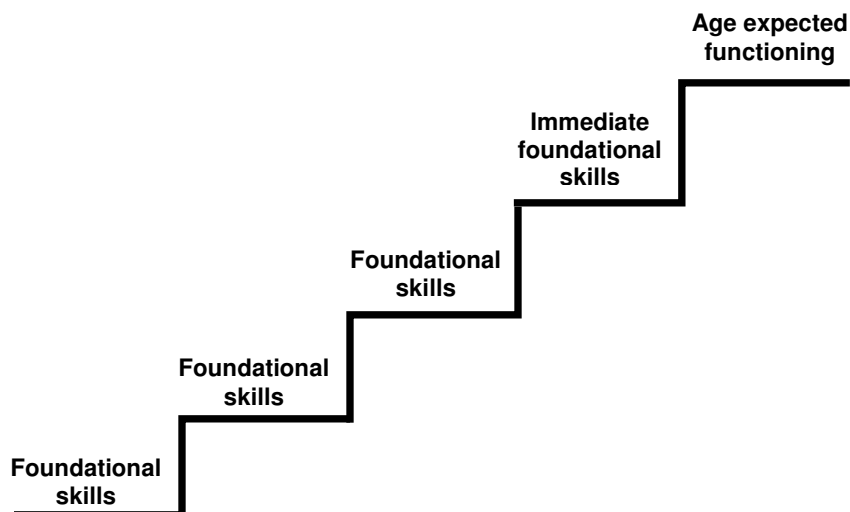 Age expected
functioning
Immediate
foundational
skills
Foundational
skills
Foundational
skills
Foundational
skills